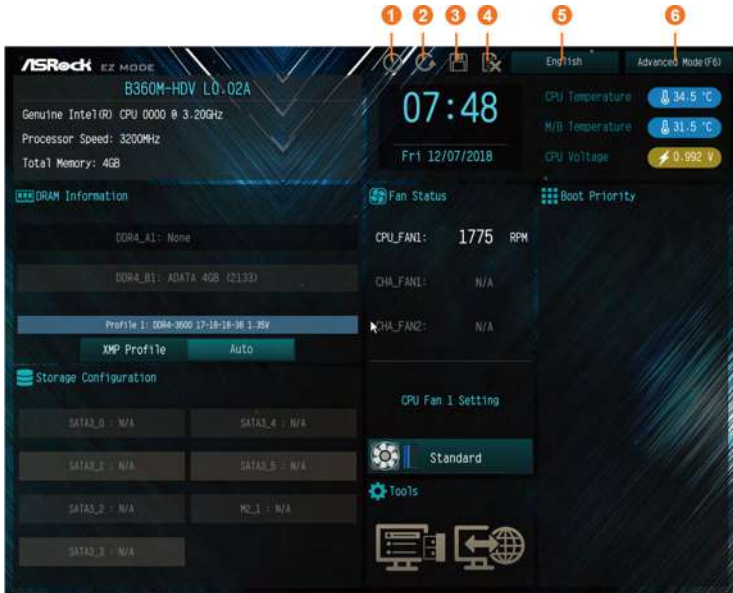 1 2 3 4 5 6
ASRock EZ MODE
English
Advanced Mode(F6)
B360M-HDV L0.02A
Genuine Intel(R) CPU 0000 @ 3.20GHz
Processor Speed: 3200MHz
Total Memory: 4GB
07:48
Fri 12/07/2018
CPU Temperature 34.5 °C
M/B Temperature 31.5 °C
CPU Voltage 0.992 V
DRAM Information
DDR4_A1: None
DDR4_B1: ADATA 4GB (2133)
Profile 1: DDR4-3600 17-18-18-38 1.35V
XMP Profile Auto
Storage Configuration
SATA3_0 : N/A
SATA3_4 : N/A
SATA3_1 : N/A
SATA3_5 : N/A
SATA3_2 : N/A
M2_1 : N/A
SATA3_3 : N/A
Fan Status
CPU_FAN1: 1775 RPM
CHA_FAN1: N/A
CHA_FAN2: N/A
CPU Fan 1 Setting
Standard
Tools
Boot Priority